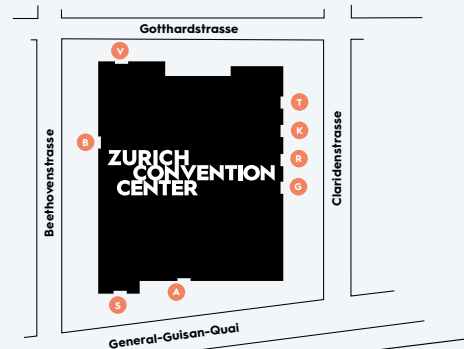 Gotthardstrasse
V
T
K
B
R
G
ZURICH
CONVENTION
CENTER
Beethovenstrasse
Claridenstrasse
S
A
General-Guisan-Quai